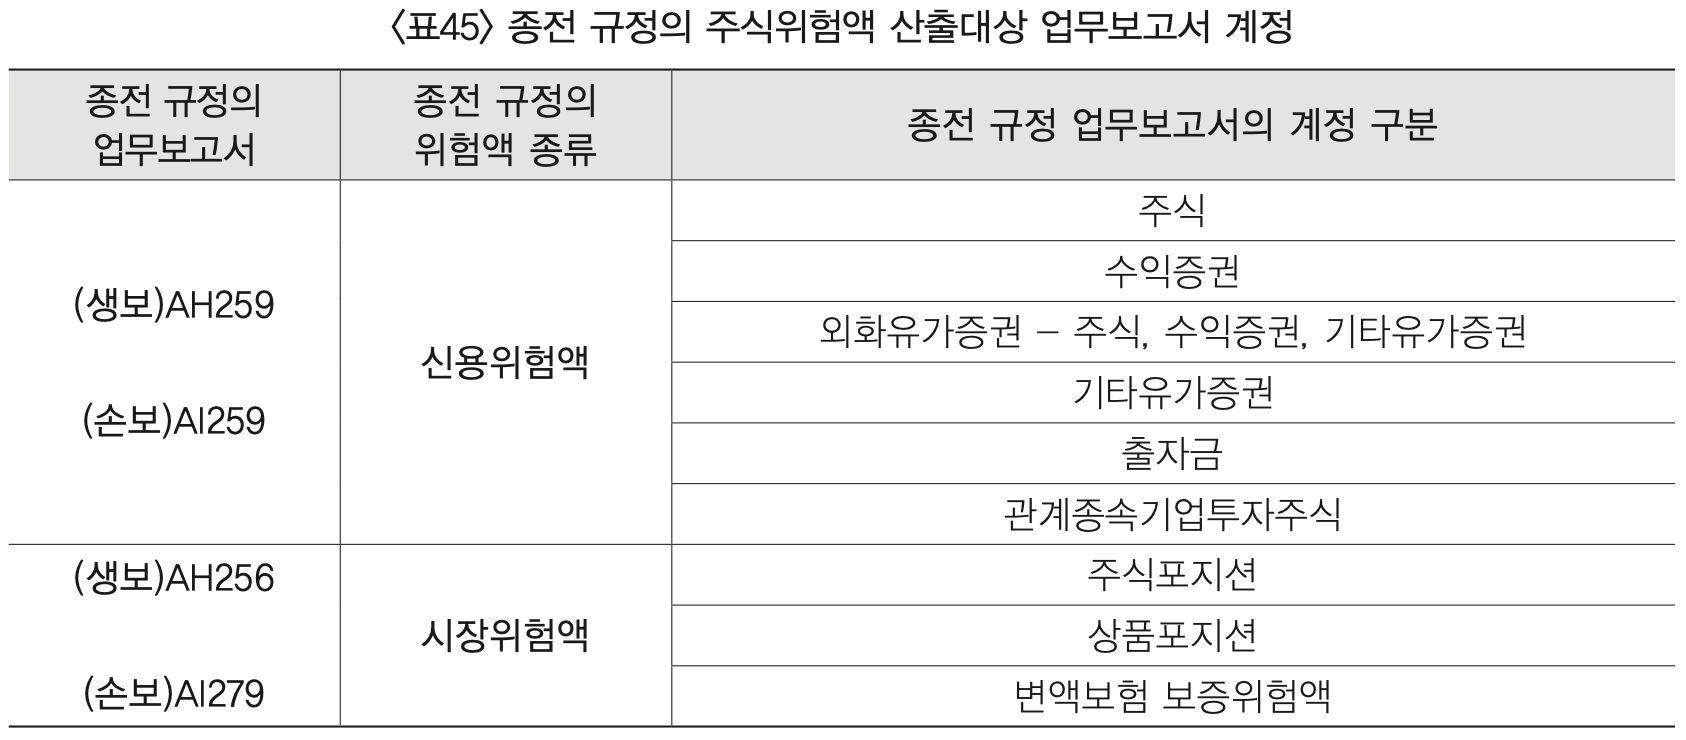 〈표45〉 종전 규정의 주식위험액 산출대상 업무보고서 계정
종전 규정의
업무보고서
종전 규정의
위험액 종류
종전 규정 업무보고서의 계정 구분
(생보)AH259
(손보)AI259
신용위험액
주식
수익증권
외화유가증권 – 주식, 수익증권, 기타유가증권
기타유가증권
출자금
관계종속기업투자주식
(생보)AH256
(손보)AI279
시장위험액
주식포지션
상품포지션
변액보험 보증위험액